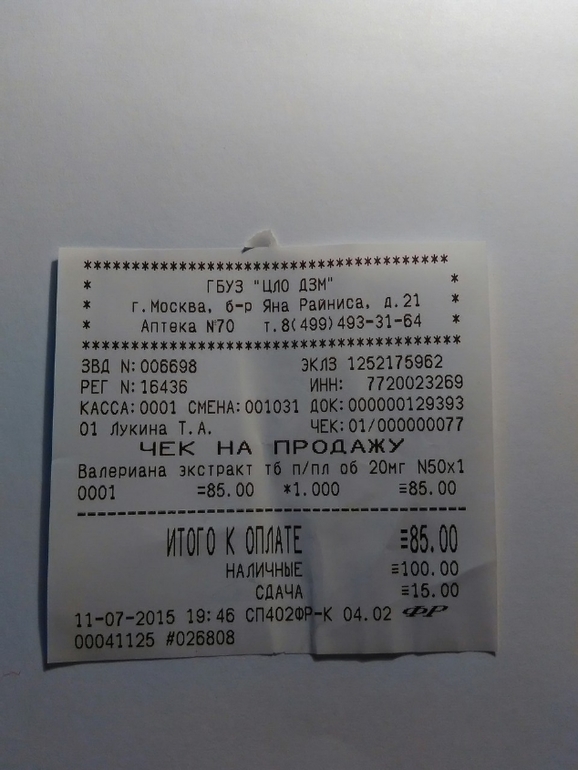 ***********************************
* ГБУЗ "ЦЛО ДЗМ" *
* г.Москва, б-р Яна Райниса, д.21 *
* Аптека №70 т.8(499)493-31-64 *
***********************************
ЗВД N:006698 ЭКЛЗ 1252175962
РЕГ N:16436 ИНН: 7720023269
КАССА:0001 СМЕНА:001031 ДОК:000000129393
01 Лукина Т.А. ЧЕК:01/000000077
ЧЕК НА ПРОДАЖУ
Валериана экстракт тб п/пл об 20мг N50x1
0001 =85.00 *1.000 ≡85.00
----------------------------------------
ИТОГО К ОПЛАТЕ ≡85.00
НАЛИЧНЫЕ ≡100.00
СДАЧА ≡15.00
11-07-2015 19:46 СП402ФР-К 04.02 ФР
00041125 #026808